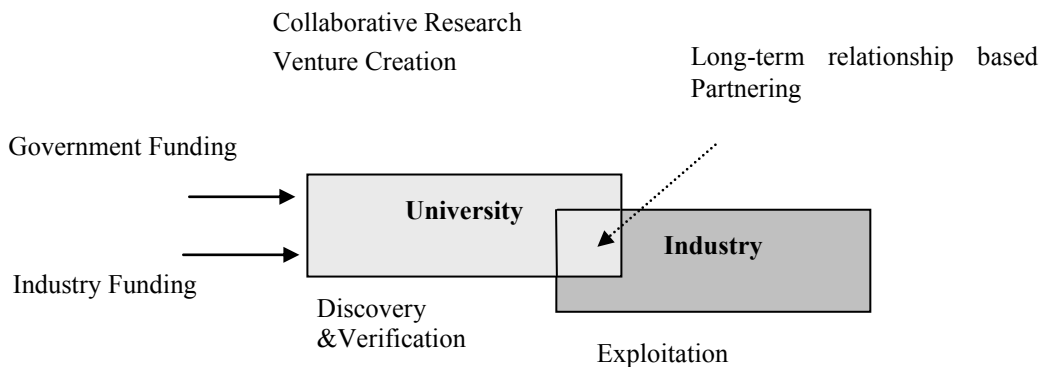 Collaborative Research
Venture Creation
Long-term relationship based
Partnering
Government Funding
University
Industry
Industry Funding
Discovery
&Verification
Exploitation